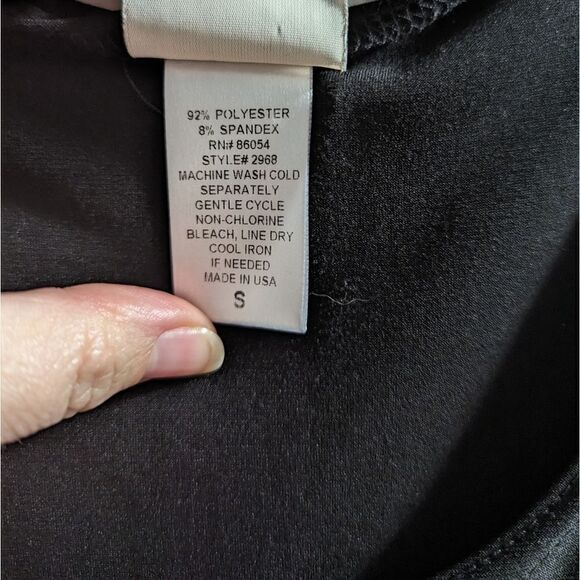 92% POLYESTER
8% SPANDEX
RN# 86054
STYLE# 2968
MACHINE WASH COLD
SEPARATELY
GENTLE CYCLE
NON-CHLORINE
BLEACH, LINE DRY
COOL IRON
IF NEEDED
MADE IN USA
S